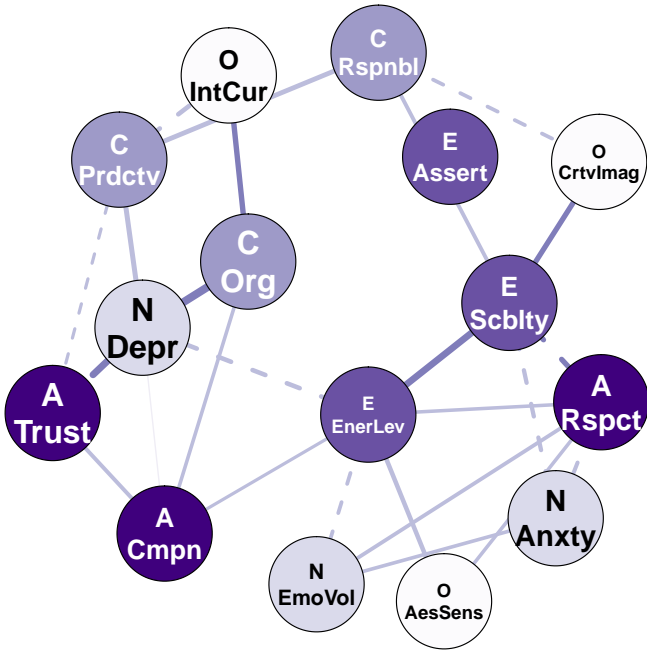 C
Rspnbl
O
IntCur
E
Assert
O
CrtvImag
C
Prdctv
C
Org
E
Scblty
N
Depr
A
Trust
E
EnerLev
A
Rspct
A
Cmpn
N
Anxty
N
EmoVol
O
AesSens